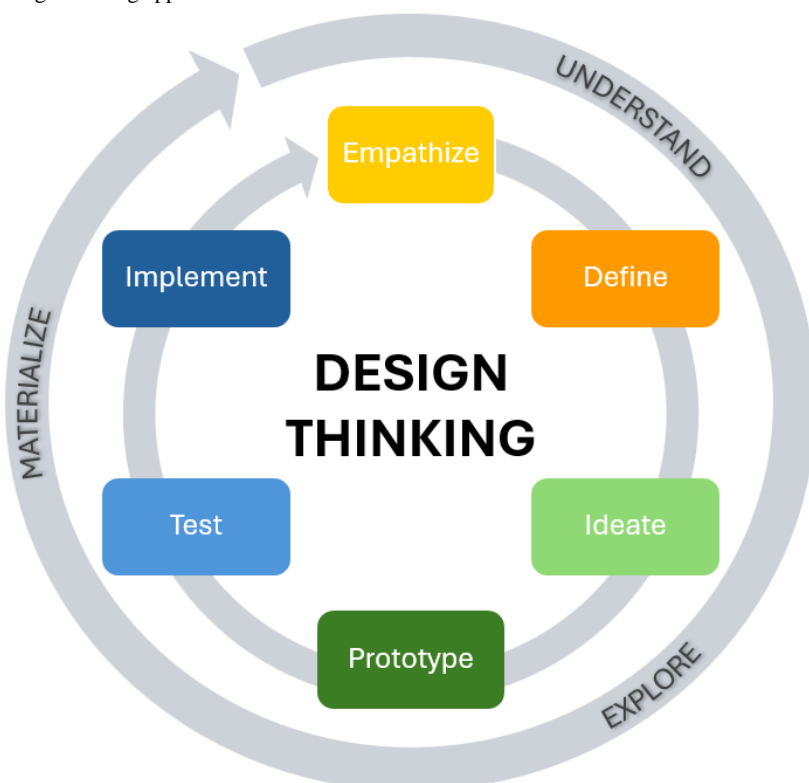 UNDERSTAND
Empathize
Implement
Define
MATERIALIZE
DESIGN
THINKING
Test
Ideate
Prototype
EXPLORE